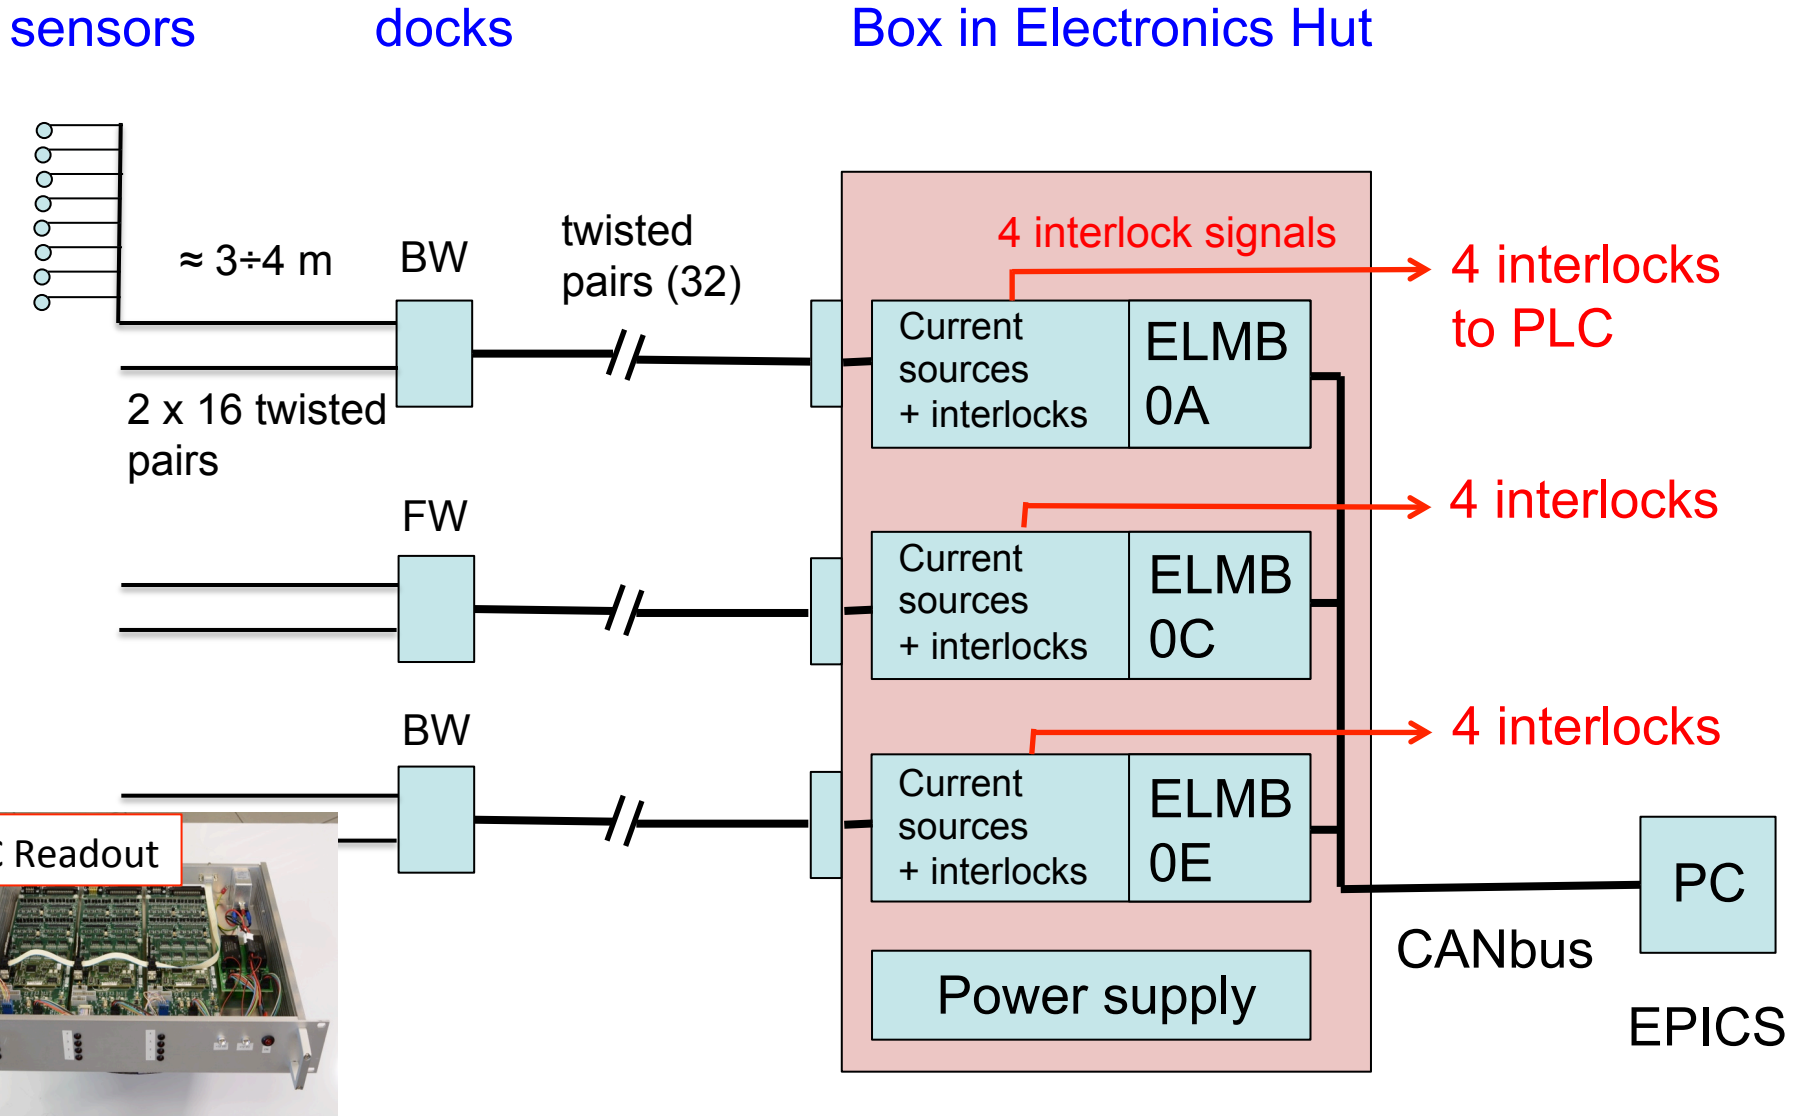 sensors
docks
Box in Electronics Hut
≈ 3÷4 m
BW
twisted
pairs (32)
4 interlock signals
4 interlocks
to PLC
Current
sources
+ interlocks
ELMB
0A
2 x 16 twisted
pairs
FW
4 interlocks
Current
sources
+ interlocks
ELMB
0C
BW
4 interlocks
Current
sources
+ interlocks
ELMB
0E
Readout
PC
CANbus
Power supply
EPICS